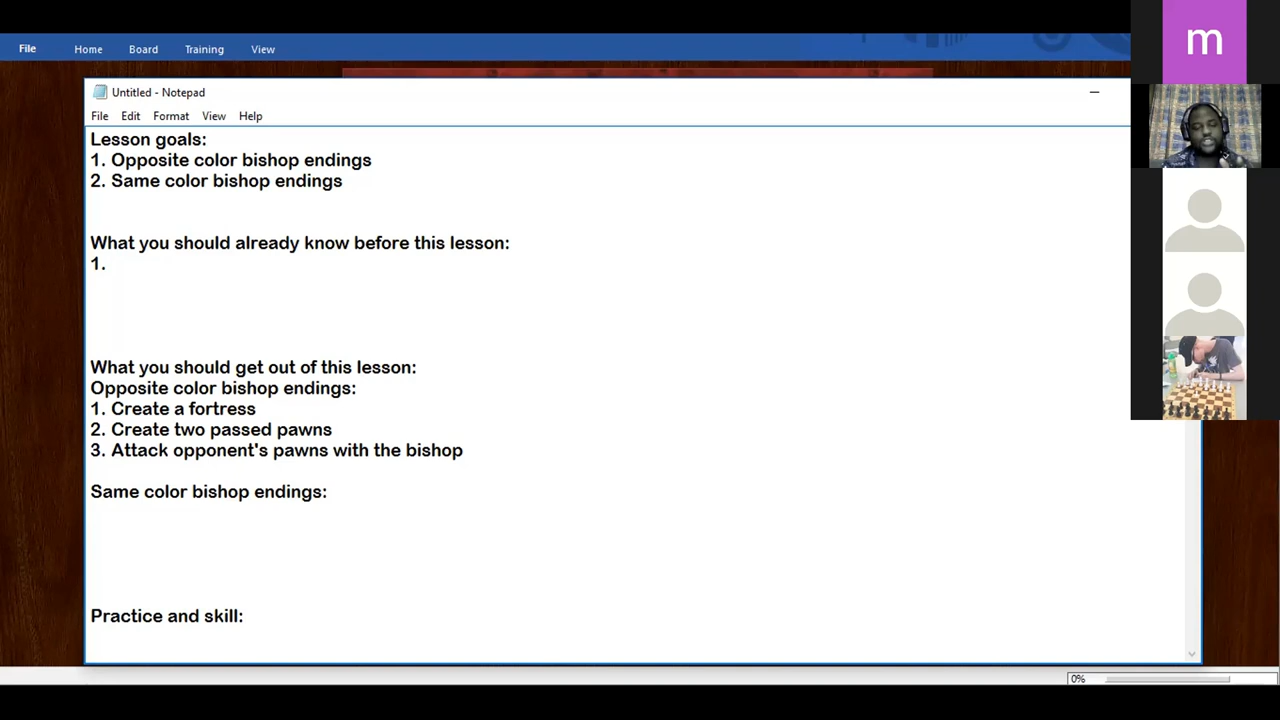 File Home Board Training View
Untitled - Notepad
File Edit Format View Help
Lesson goals:
1. Opposite color bishop endings
2. Same color bishop endings
What you should already know before this lesson:
1.
What you should get out of this lesson:
Opposite color bishop endings:
1. Create a fortress
2. Create two passed pawns
3. Attack opponent's pawns with the bishop
Same color bishop endings:
Practice and skill:
0%
m